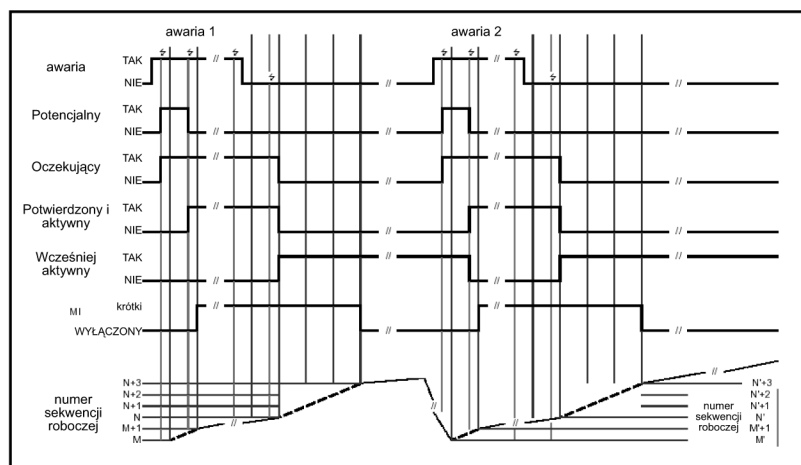 awaria 1
awaria 2
awaria
TAK
NIE
//
//
//
//
Potencjalny
TAK
NIE
//
//
//
//
Oczekujący
TAK
NIE
//
//
//
//
Potwierdzony i
aktywny
TAK
NIE
//
//
//
//
Wcześniej
aktywny
TAK
NIE
//
//
//
//
MI
krótki
WYŁĄCZONY
//
//
//
//
numer
sekwencji
roboczej
N+3
N+2
N+1
N
M+1
M
//
//
//
//
numer
sekwencji
roboczej
N'+3
N'+2
N'+1
N'
M'+1
M'